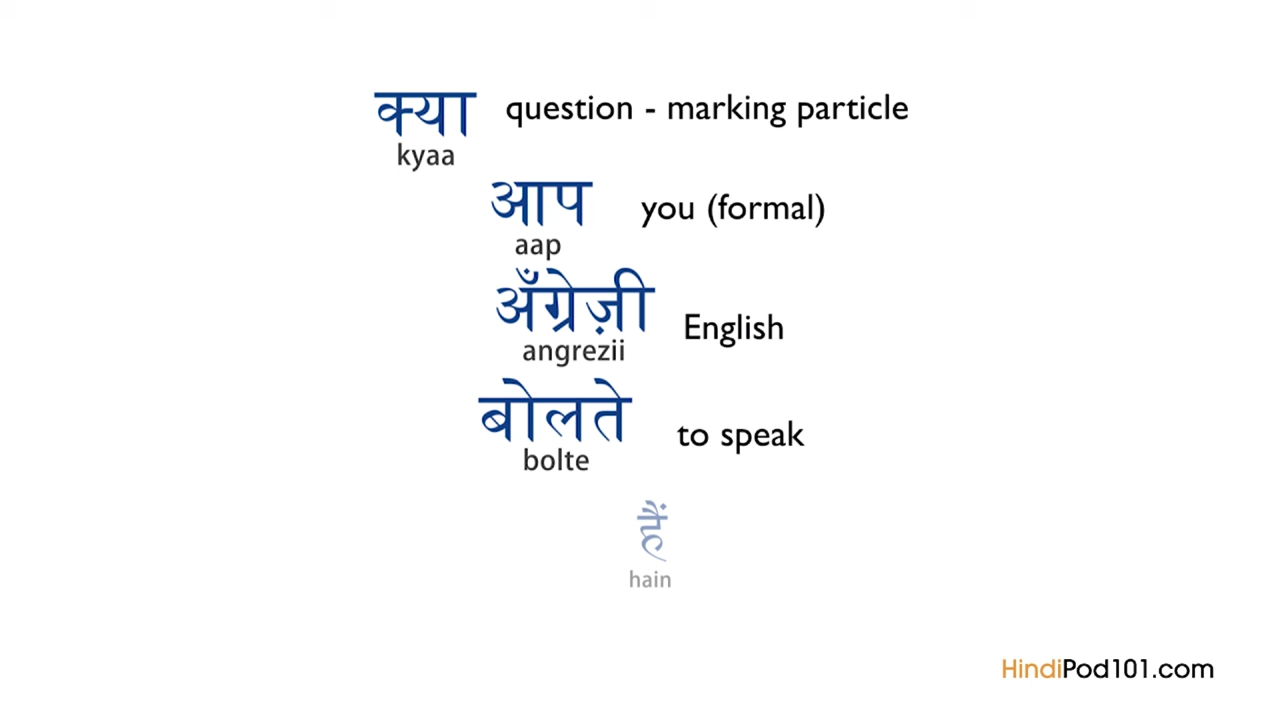 क्या question - marking particle
kyaa
आप you (formal)
aap
अँग्रेज़ी English
angrezii
बोलते to speak
bolte
हैं
hain
HindiPod101.com